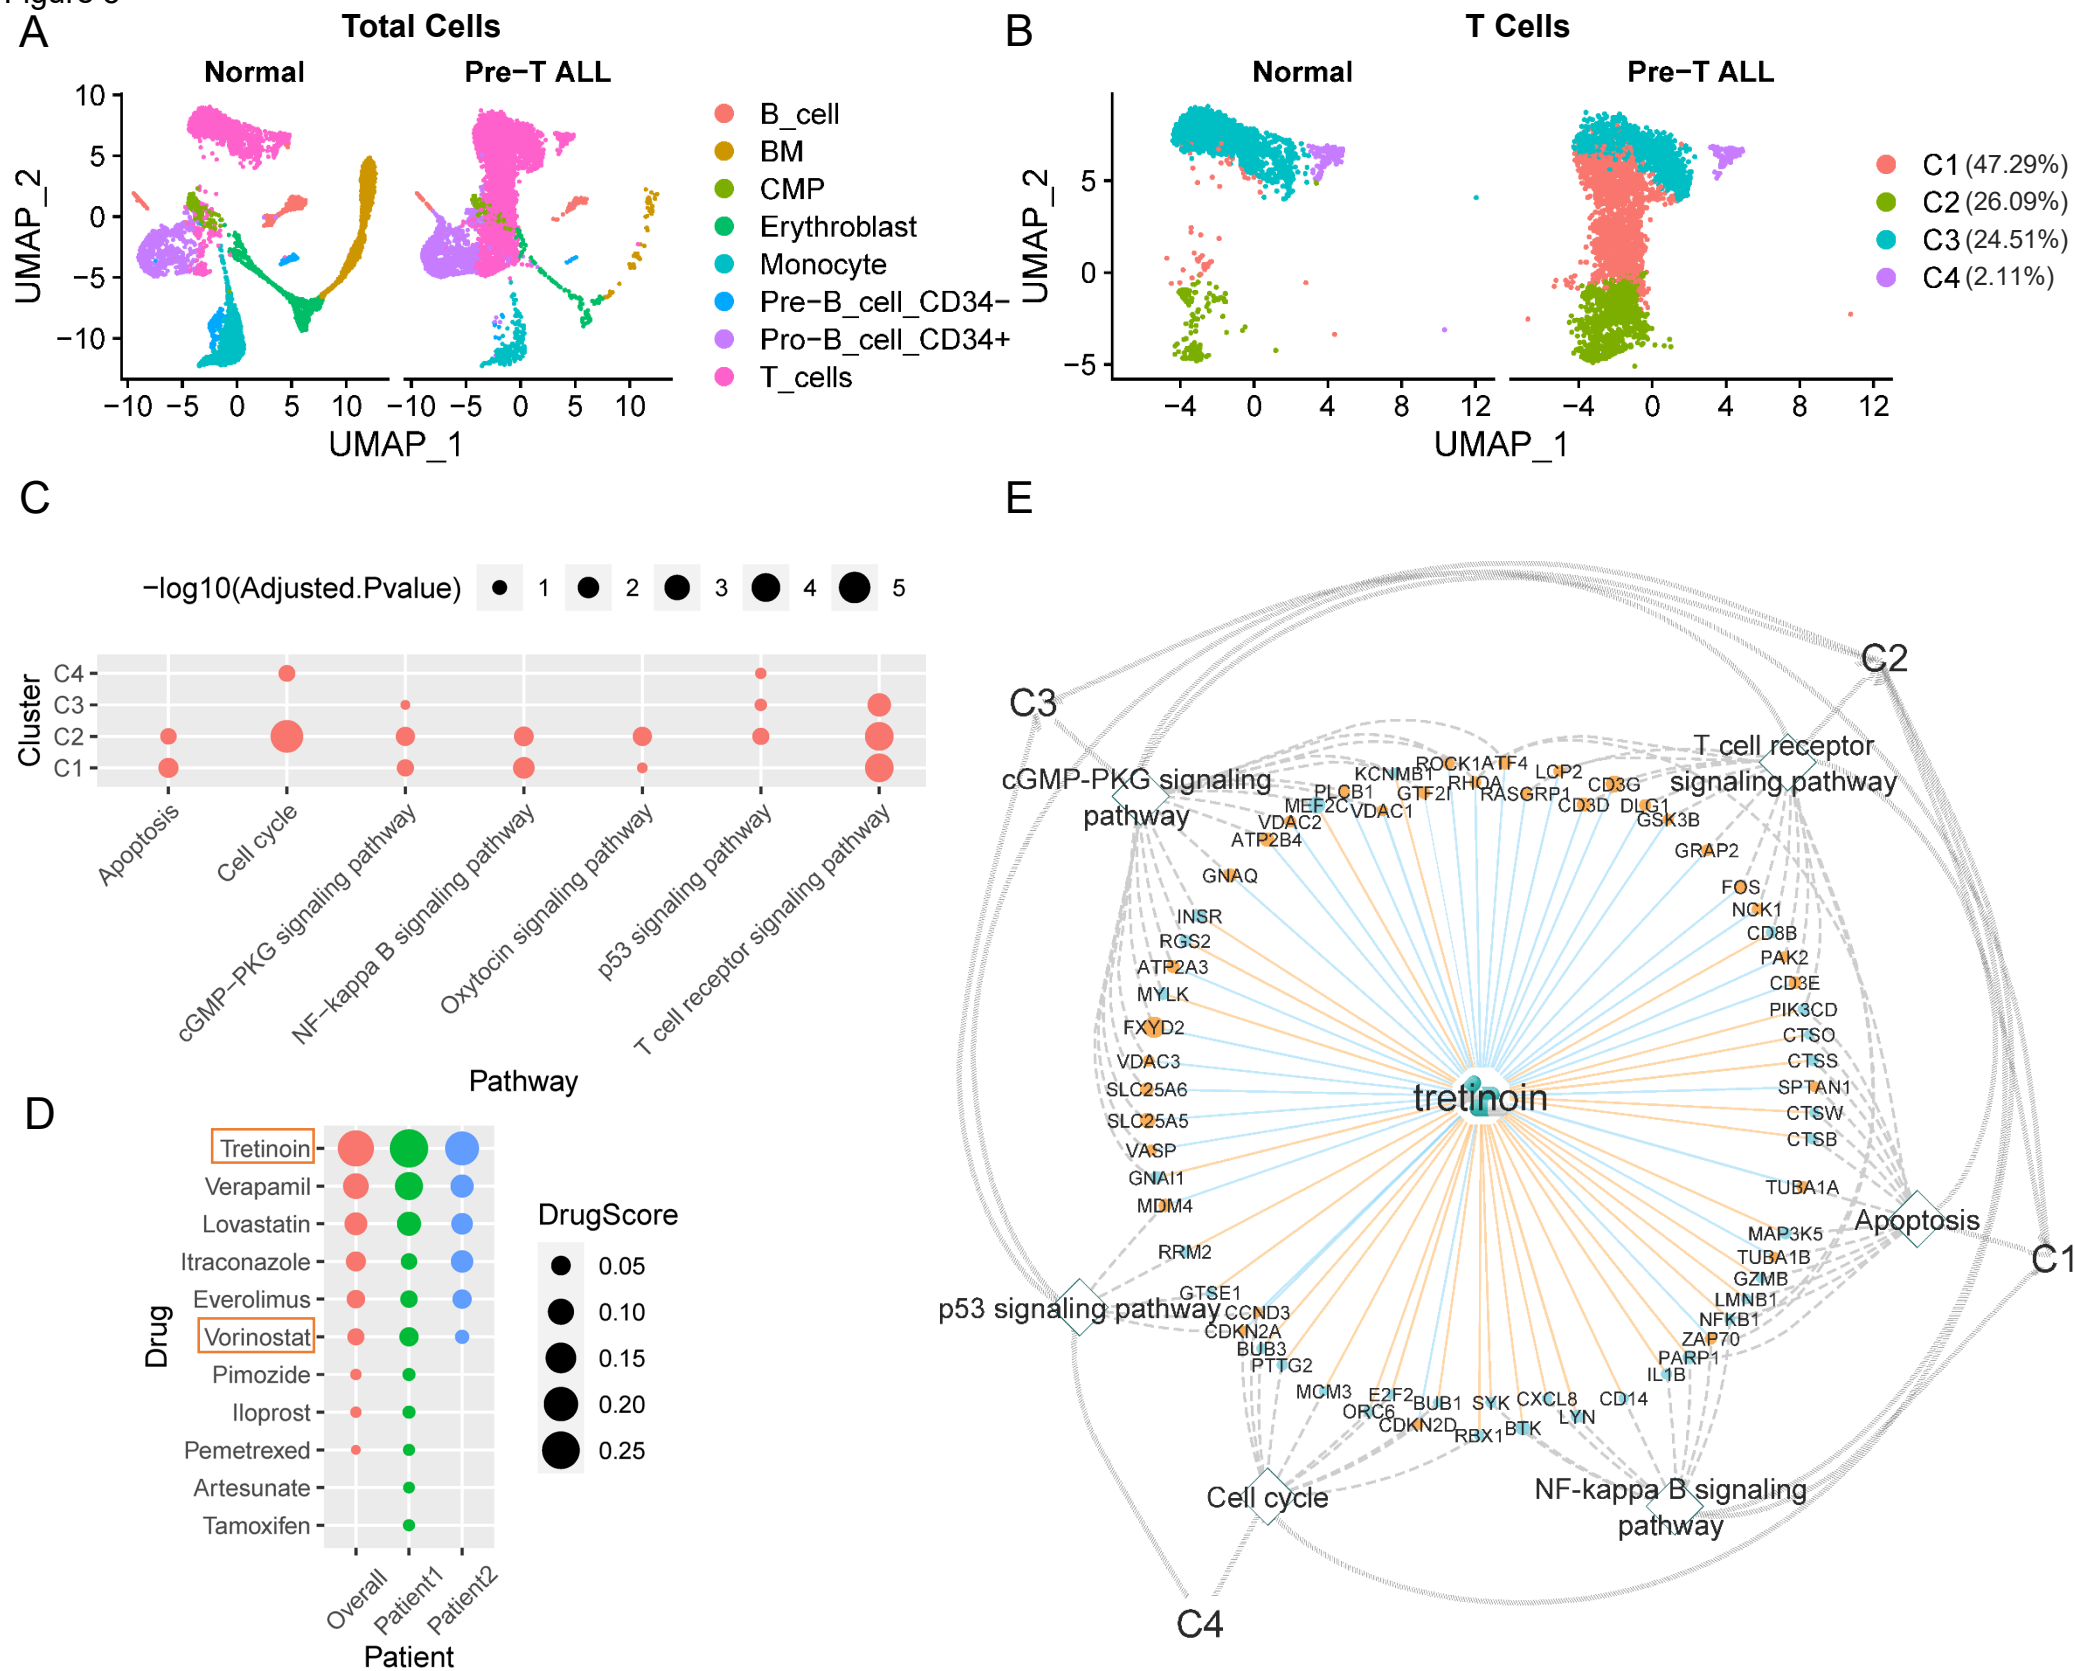 A
Total Cells
Normal
Pre−T ALL
UMAP_2
10
5
0
−5
−10
−10 −5 0 5 10
−10 −5 0 5 10
UMAP_1
B_cell
BM
CMP
Erythroblast
Monocyte
Pre−B_cell_CD34−
Pro−B_cell_CD34+
T_cells
B
T Cells
Normal
Pre−T ALL
UMAP_2
5
0
−5
−4 0 4 8 12
−4 0 4 8 12
UMAP_1
C1 (47.29%)
C2 (26.09%)
C3 (24.51%)
C4 (2.11%)
C
−log10(Adjusted.Pvalue) 1 2 3 4 5
Cluster
C4
C3
C2
C1
Apoptosis
Cell cycle
cGMP−PKG signaling pathway
NF−kappa B signaling pathway
Oxytocin signaling pathway
p53 signaling pathway
T cell receptor signaling pathway
Pathway
D
Drug
Tretinoin
Verapamil
Lovastatin
Itraconazole
Everolimus
Vorinostat
Pimozide
Iloprost
Pemetrexed
Artesunate
Tamoxifen
Overall
Patient1
Patient2
Patient
DrugScore
0.05
0.10
0.15
0.20
0.25
E
C3
C2
C1
C4
cGMP-PKG signaling
pathway
T cell receptor
signaling pathway
Apoptosis
NF-kappa B signaling
pathway
Cell cycle
p53 signaling pathway
tretinoin
ROCK1
ATF4
KCNMB1
RHOA
LCP2
PLCB1
GTF2I
RASGRP1
CD3G
MEF2C
VDAC1
CD3D
DLG1
VDAC2
GSK3B
ATP2B4
GRAP2
GNAQ
FOS
INSR
NCK1
RGS2
CD8B
ATP2A3
PAK2
MYLK
CD3E
FXYD2
PIK3CD
VDAC3
CTSO
SLC25A6
CTSS
SLC25A5
SPTAN1
VASP
CTSW
GNAI1
CTSB
MDM4
TUBA1A
RRM2
MAP3K5
GTSE1
TUBA1B
CCND3
GZMB
CDKN2A
LMNB1
BUB3
NFKB1
PTTG2
ZAP70
MCM3
PARP1
E2F2
IL1B
ORC6
BUB1
SYK
CXCL8
CD14
CDKN2D
LYN
RBX1
BTK